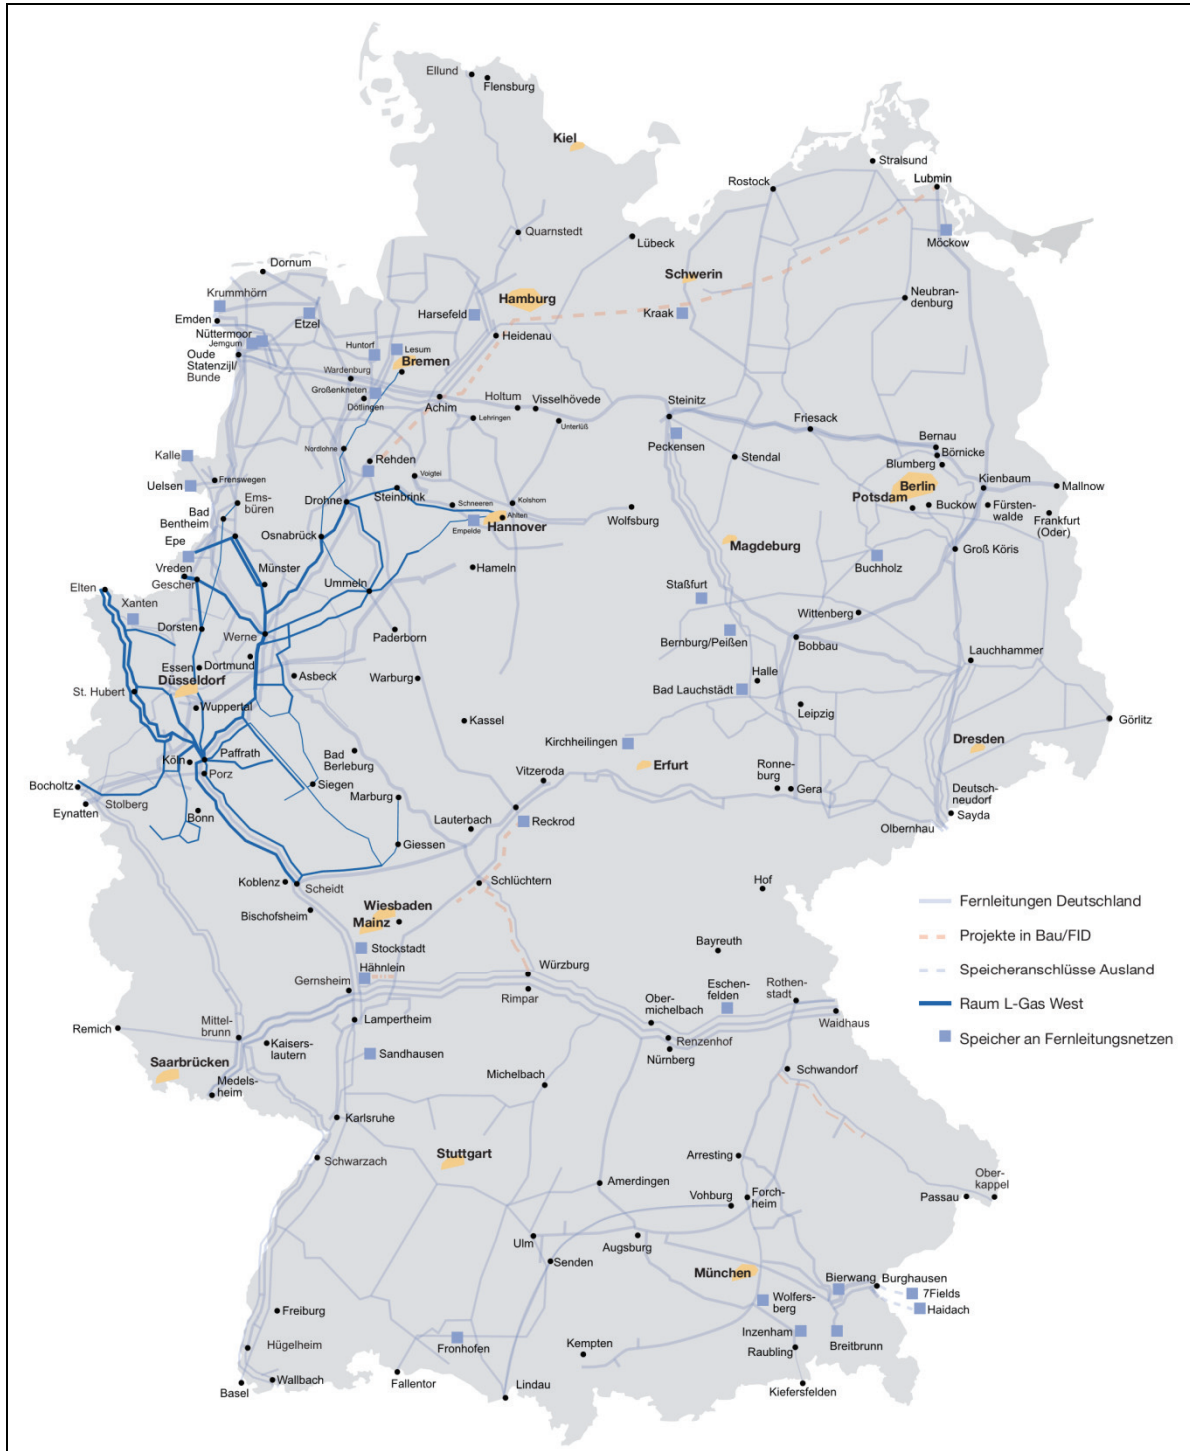 Ellund
Flensburg
Kiel
Stralsund
Rostock
Lubmin
Quarnstedt
Lübeck
Möckow
Dornum
Schwerin
Krummhörn
Hamburg
Neubran-
denburg
Emden
Etzel
Harsefeld
Kraak
Nüttermoor
Jemgum
Huntorf
Lesum
Heidenau
Oude
Statenzijl/
Bunde
Bremen
Wardenburg
Großenkneten
Dötlingen
Achim
Holtum
Visselhövede
Steinitz
Lehringen
Unterlüß
Friesack
Peckensen
Bernau
Börnicke
Nordlohne
Kalle
Rehden
Voigtei
Stendal
Blumberg
Uelsen
Frenswegen
Berlin
Kienbaum
Mallnow
Ems-
büren
Drohne
Steinbrink
Schneeren
Kolshorn
Potsdam
Buckow
Fürsten-
walde
Frankfurt
(Oder)
Bad
Bentheim
Ahlten
Hannover
Wolfsburg
Empelde
Osnabrück
Magdeburg
Groß Köris
Epe
Buchholz
Vreden
Münster
Ummeln
Hameln
Gescher
Elten
Staßfurt
Xanten
Wittenberg
Dorsten
Werne
Paderborn
Bernburg/Peißen
Bobbau
Essen
Dortmund
Lauchhammer
Düsseldorf
Asbeck
Warburg
Halle
St. Hubert
Bad Lauchstädt
Wuppertal
Leipzig
Kassel
Görlitz
Kirchheilingen
Dresden
Köln
Paffrath
Bad
Berleburg
Erfurt
Ronne-
burg
Porz
Vitzeroda
Bocholtz
Siegen
Gera
Deutsch-
neudorf
Stolberg
Marburg
Eynatten
Bonn
Lauterbach
Reckrod
Sayda
Olbernhau
Giessen
Koblenz
Scheidt
Schlüchtern
Hof
Fernleitungen Deutschland
Wiesbaden
Bischofsheim
Mainz
Projekte in Bau/FID
Stockstadt
Bayreuth
Hähnlein
Würzburg
Speicheranschlüsse Ausland
Gernsheim
Eschen-
felden
Rothen-
stadt
Rimpar
Raum L-Gas West
Lampertheim
Ober-
michelbach
Waidhaus
Remich
Mittel-
brunn
Kaisers-
lautern
Renzenhof
Speicher an Fernleitungsnetzen
Sandhausen
Nürnberg
Saarbrücken
Michelbach
Schwandorf
Medels-
heim
Karlsruhe
Schwarzach
Stuttgart
Arresting
Ober-
kappel
Amerdingen
Vohburg
Forch-
heim
Passau
Ulm
Augsburg
Senden
München
Bierwang
Burghausen
7Fields
Wolfers-
berg
Haidach
Freiburg
Inzenham
Hügelheim
Fronhofen
Kempten
Raubling
Breitbrunn
Wallbach
Basel
Fallentor
Lindau
Kiefersfelden